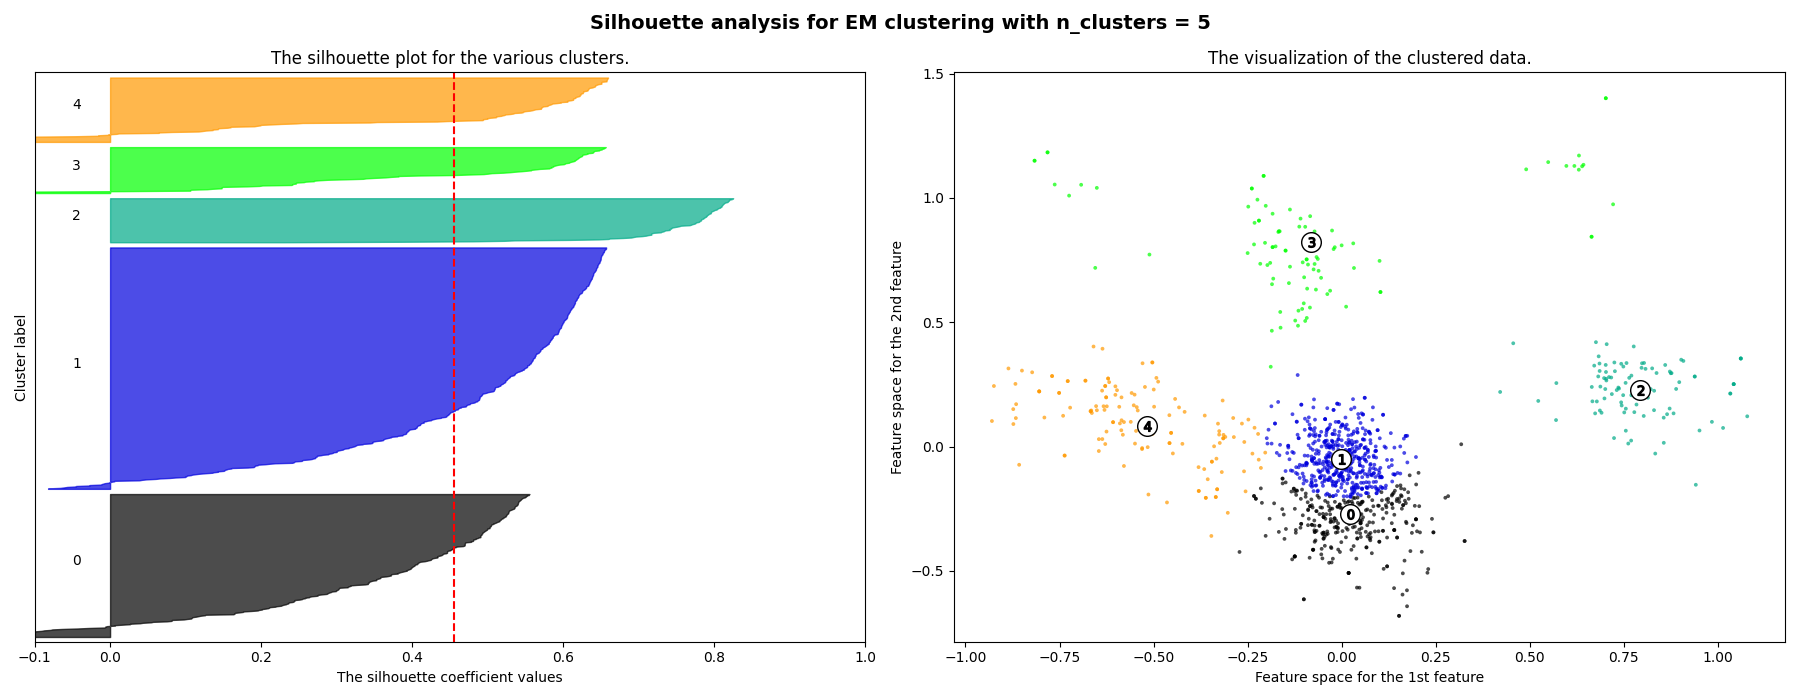 Silhouette analysis for EM clustering with n_clusters = 5
The silhouette plot for the various clusters.
Cluster label
4
3
2
1
0
−0.1 0.0 0.2 0.4 0.6 0.8 1.0
The silhouette coefficient values
The visualization of the clustered data.
Feature space for the 2nd feature
1.5
1.0
0.5
0.0
−0.5
3
2
4
1
0
−1.00 −0.75 −0.50 −0.25 0.00 0.25 0.50 0.75 1.00
Feature space for the 1st feature